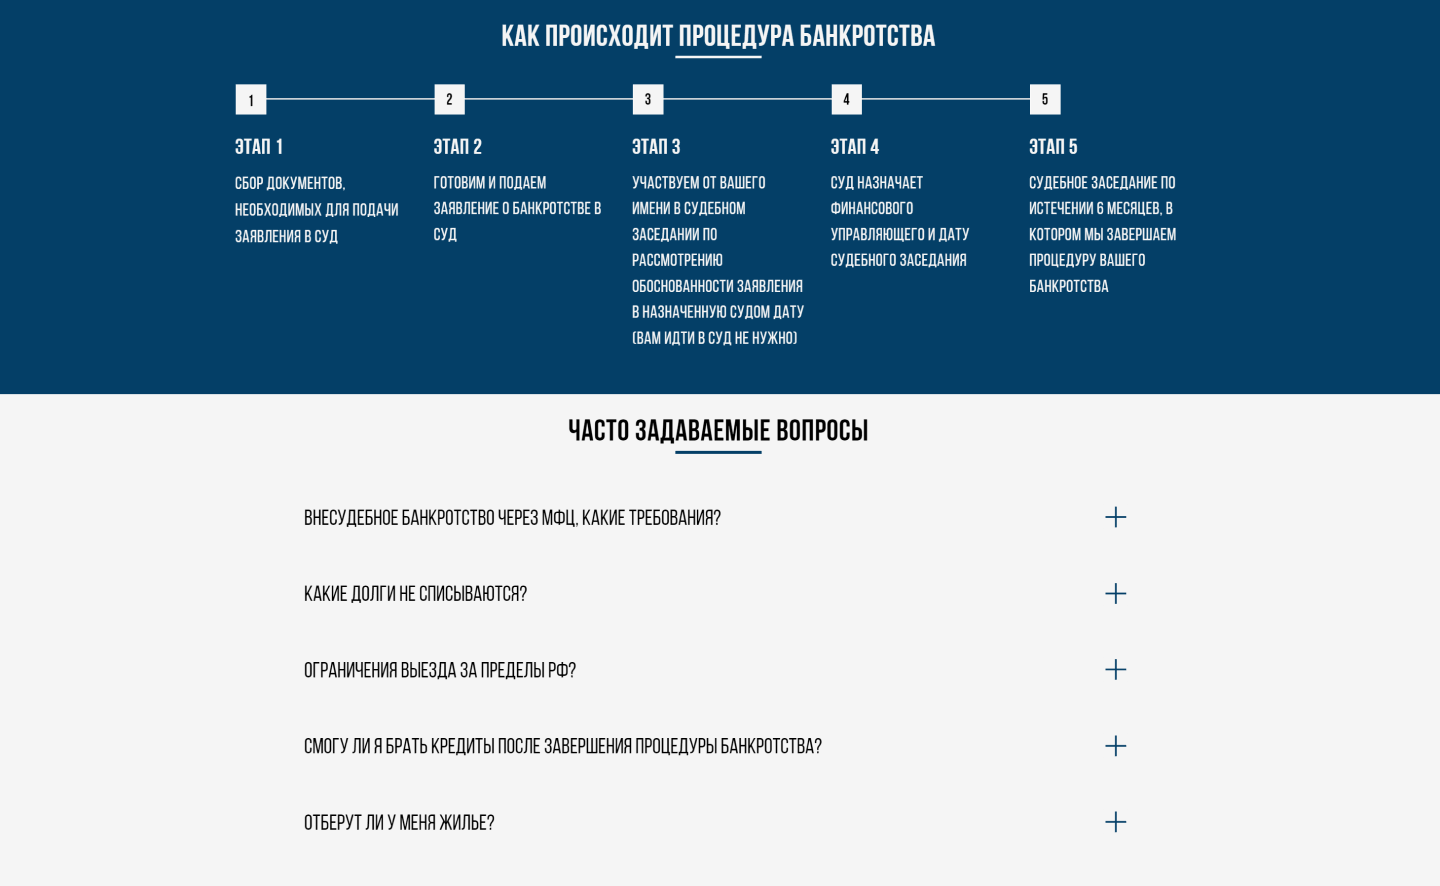 КАК ПРОИСХОДИТ ПРОЦЕДУРА БАНКРОТСТВА
1
2
3
4
5
ЭТАП 1
СБОР ДОКУМЕНТОВ,
НЕОБХОДИМЫХ ДЛЯ ПОДАЧИ
ЗАЯВЛЕНИЯ В СУД
ЭТАП 2
ГОТОВИМ И ПОДАЕМ
ЗАЯВЛЕНИЕ О БАНКРОТСТВЕ В
СУД
ЭТАП 3
УЧАСТВУЕМ ОТ ВАШЕГО
ИМЕНИ В СУДЕБНОМ
ЗАСЕДАНИИ ПО
РАССМОТРЕНИЮ
ОБОСНОВАННОСТИ ЗАЯВЛЕНИЯ
В НАЗНАЧЕННУЮ СУДОМ ДАТУ
(ВАМ ИДТИ В СУД НЕ НУЖНО)
ЭТАП 4
СУД НАЗНАЧАЕТ
ФИНАНСОВОГО
УПРАВЛЯЮЩЕГО И ДАТУ
СУДЕБНОГО ЗАСЕДАНИЯ
ЭТАП 5
СУДЕБНОЕ ЗАСЕДАНИЕ ПО
ИСТЕЧЕНИИ 6 МЕСЯЦЕВ, В
КОТОРОМ МЫ ЗАВЕРШАЕМ
ПРОЦЕДУРУ ВАШЕГО
БАНКРОТСТВА
ЧАСТО ЗАДАВАЕМЫЕ ВОПРОСЫ
ВНЕСУДЕБНОЕ БАНКРОТСТВО ЧЕРЕЗ МФЦ, КАКИЕ ТРЕБОВАНИЯ?
КАКИЕ ДОЛГИ НЕ СПИСЫВАЮТСЯ?
ОГРАНИЧЕНИЯ ВЫЕЗДА ЗА ПРЕДЕЛЫ РФ?
СМОГУ ЛИ Я БРАТЬ КРЕДИТЫ ПОСЛЕ ЗАВЕРШЕНИЯ ПРОЦЕДУРЫ БАНКРОТСТВА?
ОТБЕРУТ ЛИ У МЕНЯ ЖИЛЬЕ?